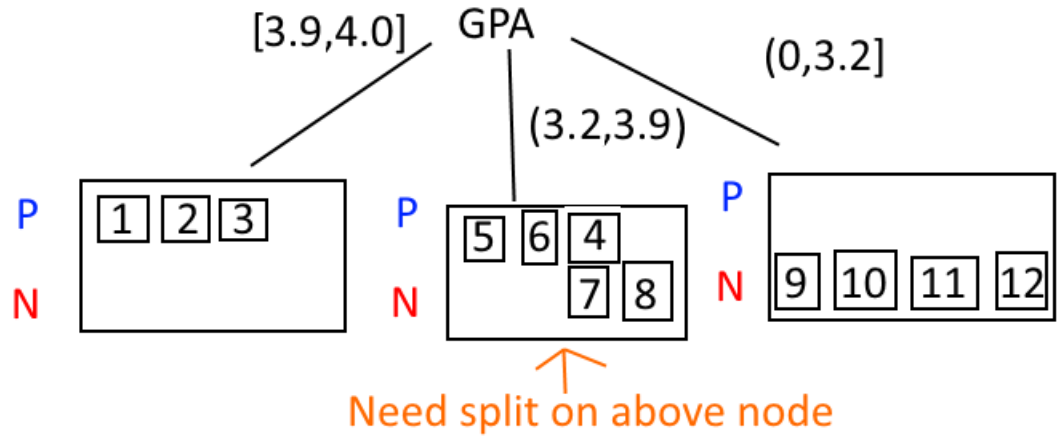 GPA
[3.9,4.0]
(0,3.2]
(3.2,3.9)
P
1 2 3
N
P
5 6 4
N
7 8
P
N
9 10 11 12
Need split on above node